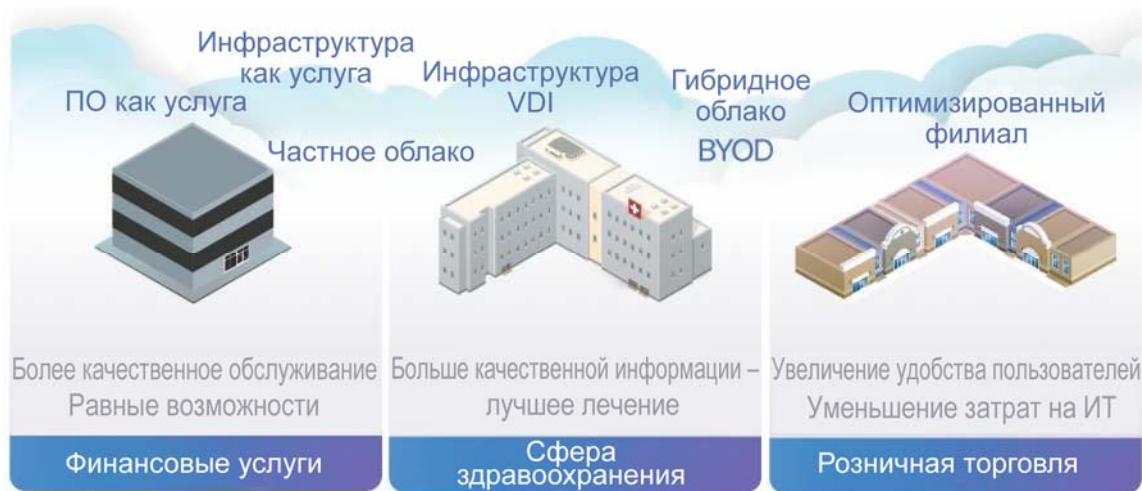 Инфраструктура
как услуга
ПО как услуга
Частное облако
Инфраструктура
VDI
Гибридное
облако
BYOD
Оптимизированный
филиал
Более качественное обслуживание
Равные возможности
Финансовые услуги
Больше качественной информации –
лучшее лечение
Сфера
здравоохранения
Увеличение удобства пользователей
Уменьшение затрат на ИТ
Розничная торговля